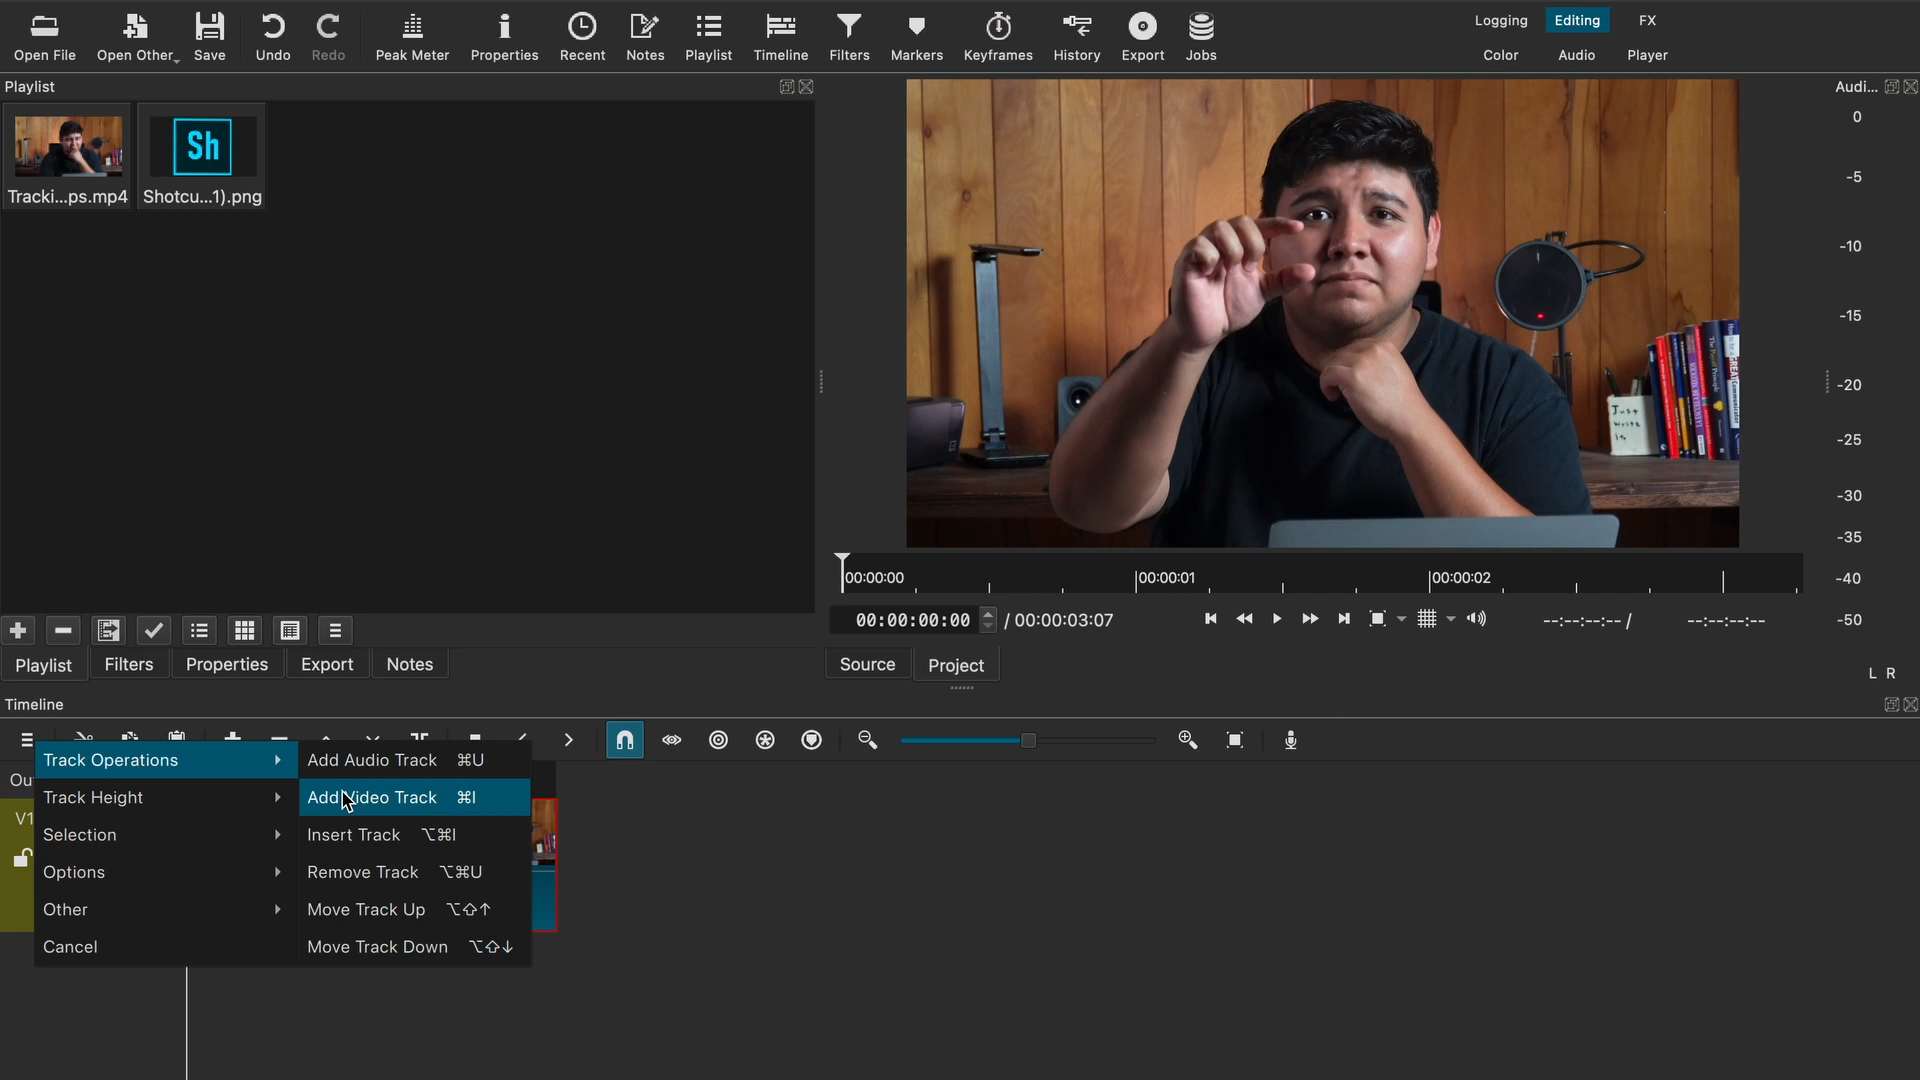 Open File Open Other Save Undo Redo Peak Meter Properties Recent Notes Playlist Timeline Filters Markers Keyframes History Export Jobs
Logging Editing FX
Color Audio Player
Playlist
Audi...
Sh
Tracki...ps.mp4 Shotcu...1).png
0
-5
-10
-15
-20
-25
-30
-35
-40
-50
Just
write
it
00:00:00 00:00:01 00:00:02
00:00:00:00 / 00:00:03:07 --:--:--:-- / --:--:--:--
Playlist Filters Properties Export Notes
Source Project
L R
Timeline
Track Operations
Track Height
Selection
Options
Other
Cancel
Add Audio Track ⌘U
Add Video Track ⌘I
Insert Track ⌥⌘I
Remove Track ⌥⌘U
Move Track Up ⌥⇧↑
Move Track Down ⌥⇧↓
Ou
V1